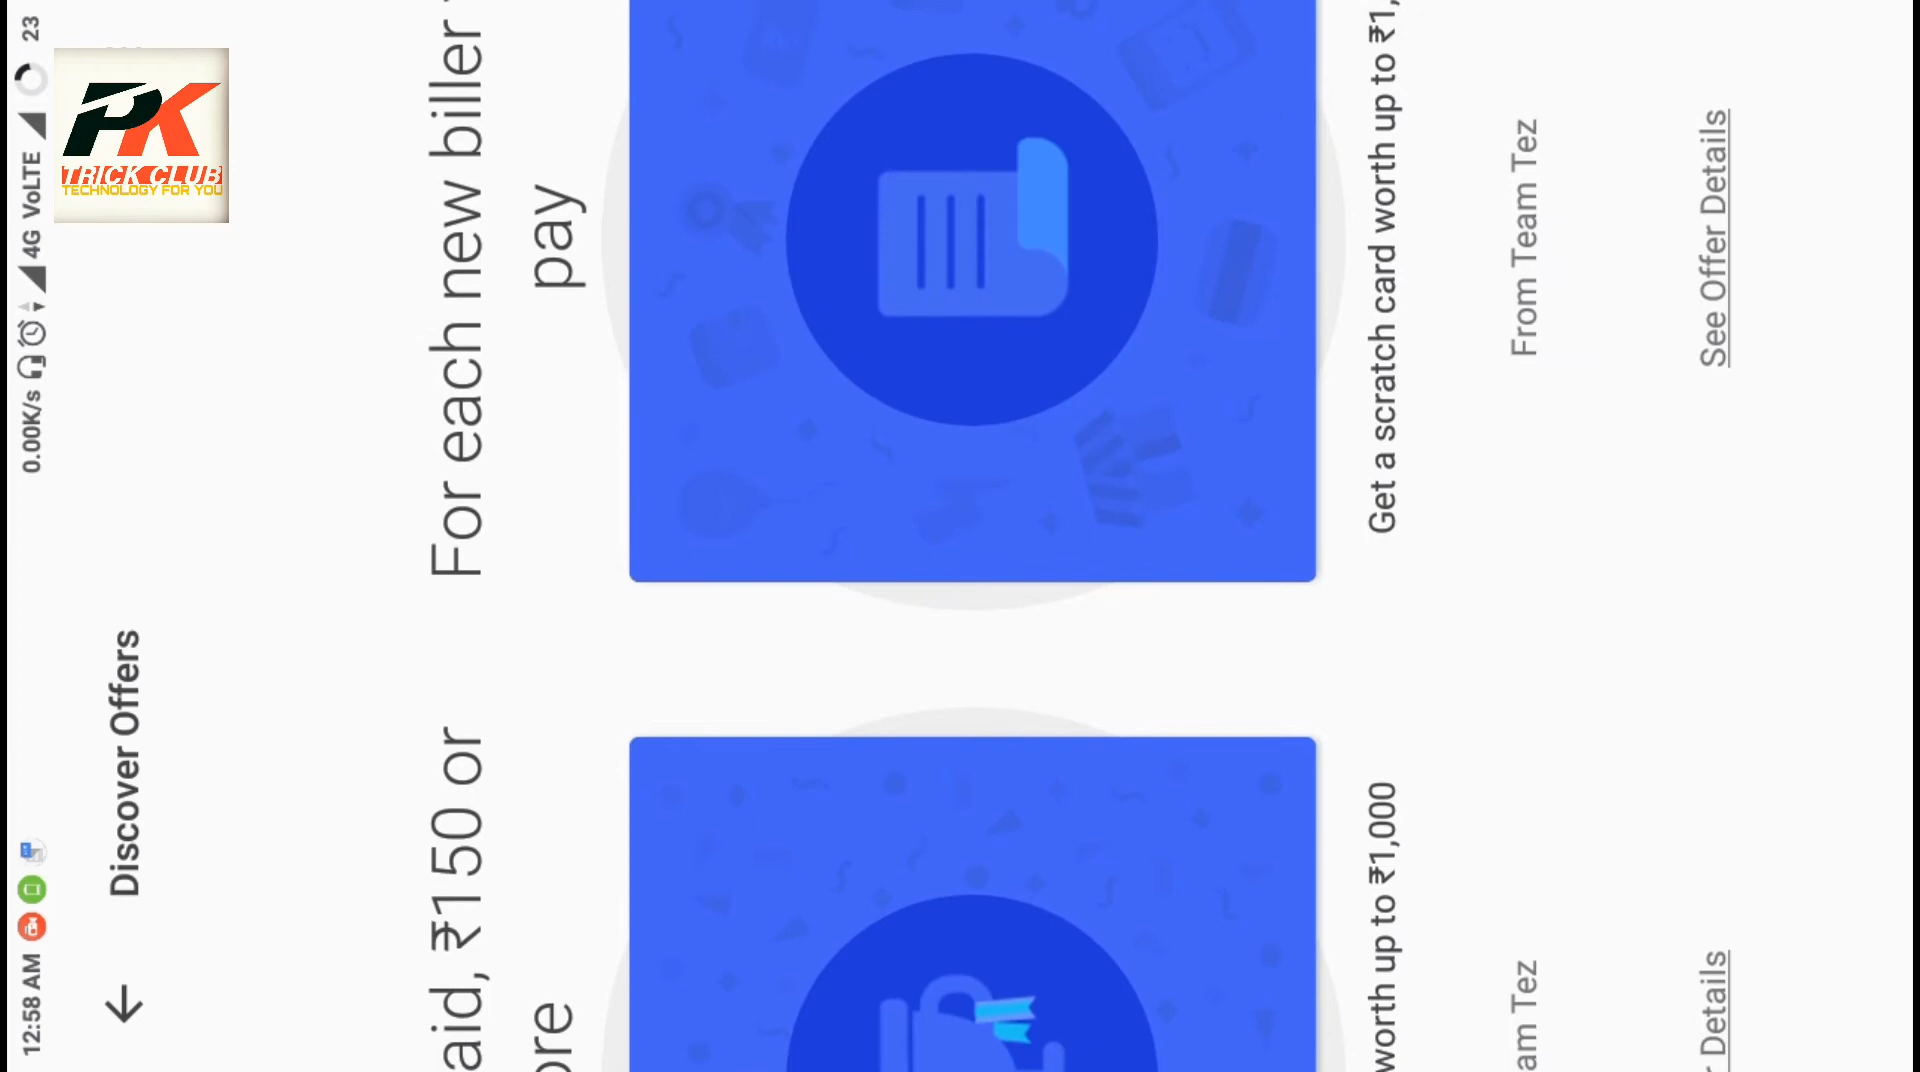 12:58 AM
0.00K/s
4G VoLTE
23
PK
TRICK CLUB
TECHNOLOGY FOR YOU
Discover Offers
aid, ₹150 or
ore
worth up to ₹1,000
am Tez
Details
For each new biller
pay
Get a scratch card worth up to ₹1,
From Team Tez
See Offer Details